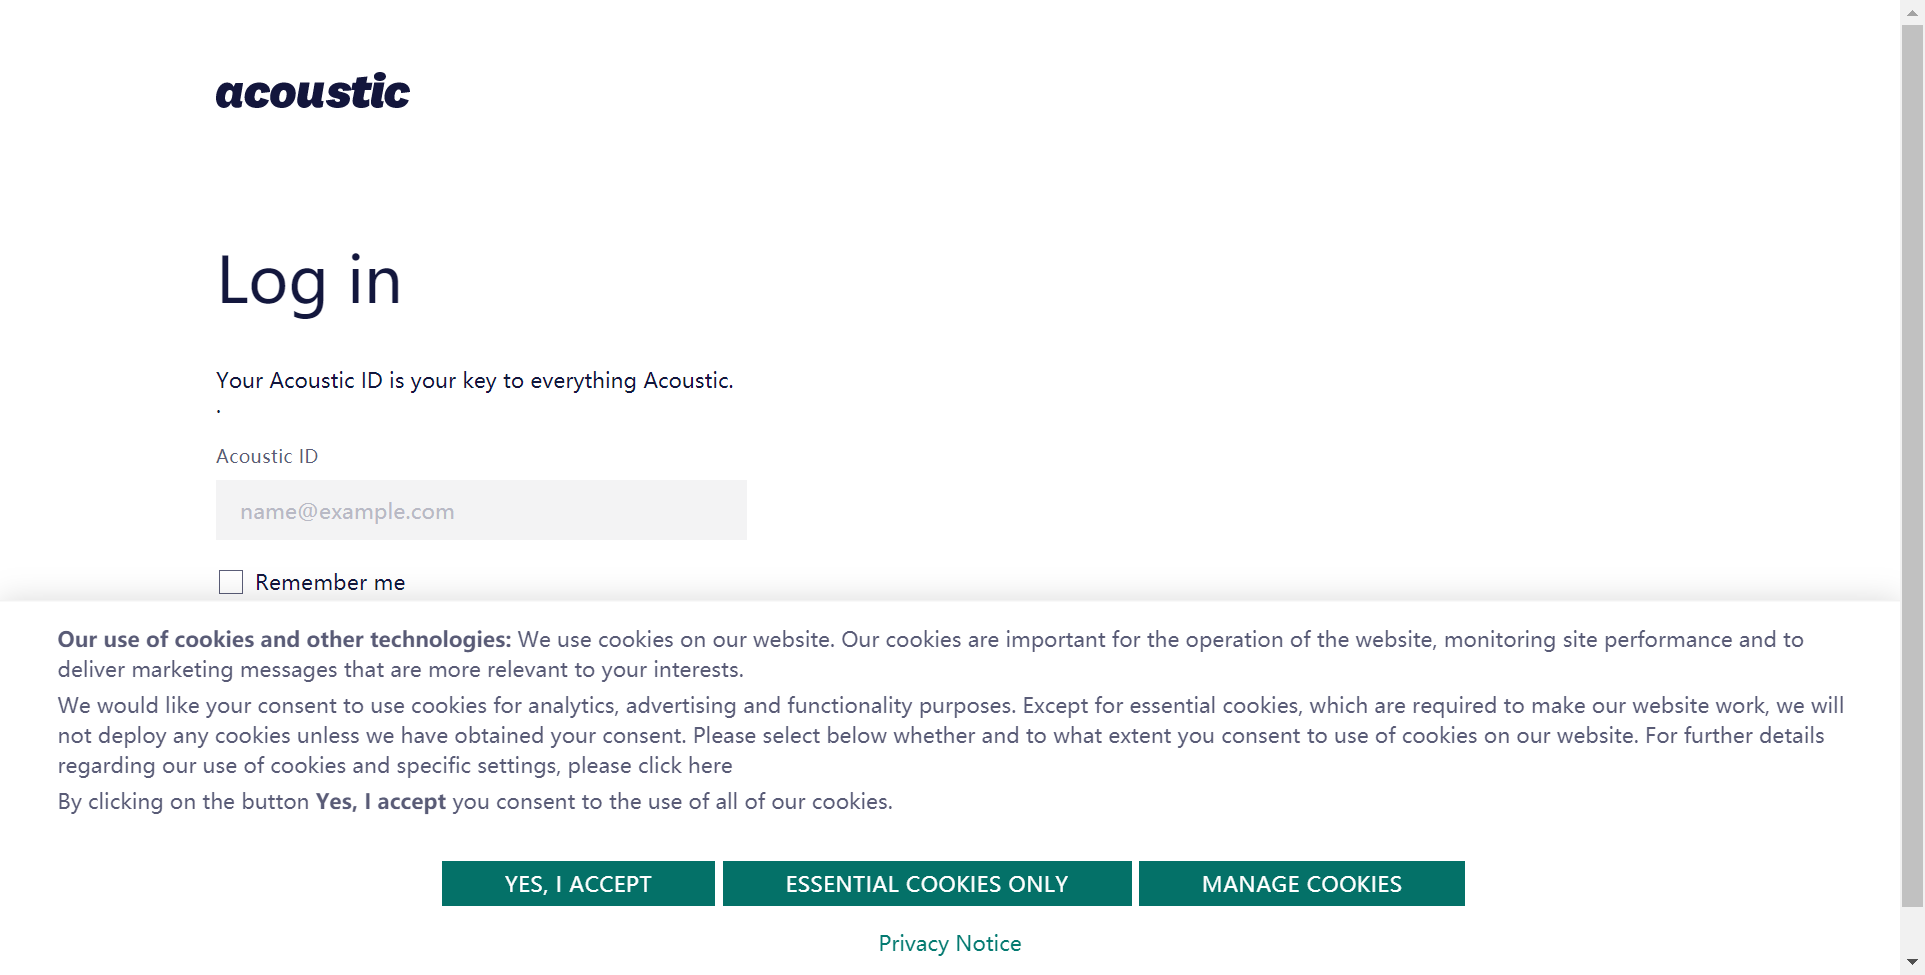 acoustic
Log in
Your Acoustic ID is your key to everything Acoustic.
.
Acoustic ID
name@example.com
Remember me
Our use of cookies and other technologies: We use cookies on our website. Our cookies are important for the operation of the website, monitoring site performance and to
deliver marketing messages that are more relevant to your interests.
We would like your consent to use cookies for analytics, advertising and functionality purposes. Except for essential cookies, which are required to make our website work, we will
not deploy any cookies unless we have obtained your consent. Please select below whether and to what extent you consent to use of cookies on our website. For further details
regarding our use of cookies and specific settings, please click here
By clicking on the button Yes, I accept you consent to the use of all of our cookies.
YES, I ACCEPT
ESSENTIAL COOKIES ONLY
MANAGE COOKIES
Privacy Notice